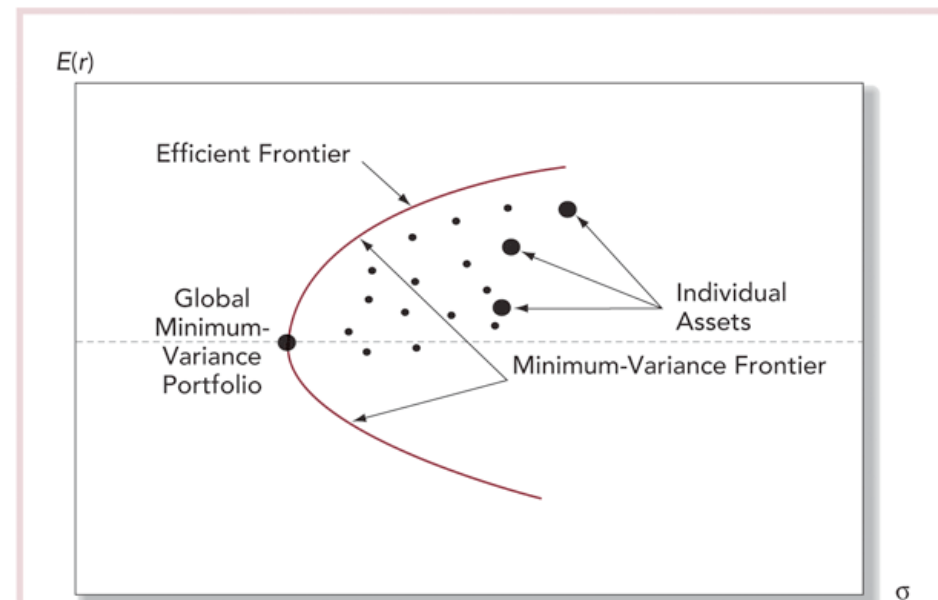 E(r)
Efficient Frontier
Global
Minimum-
Variance
Portfolio
Individual
Assets
Minimum-Variance Frontier
σ